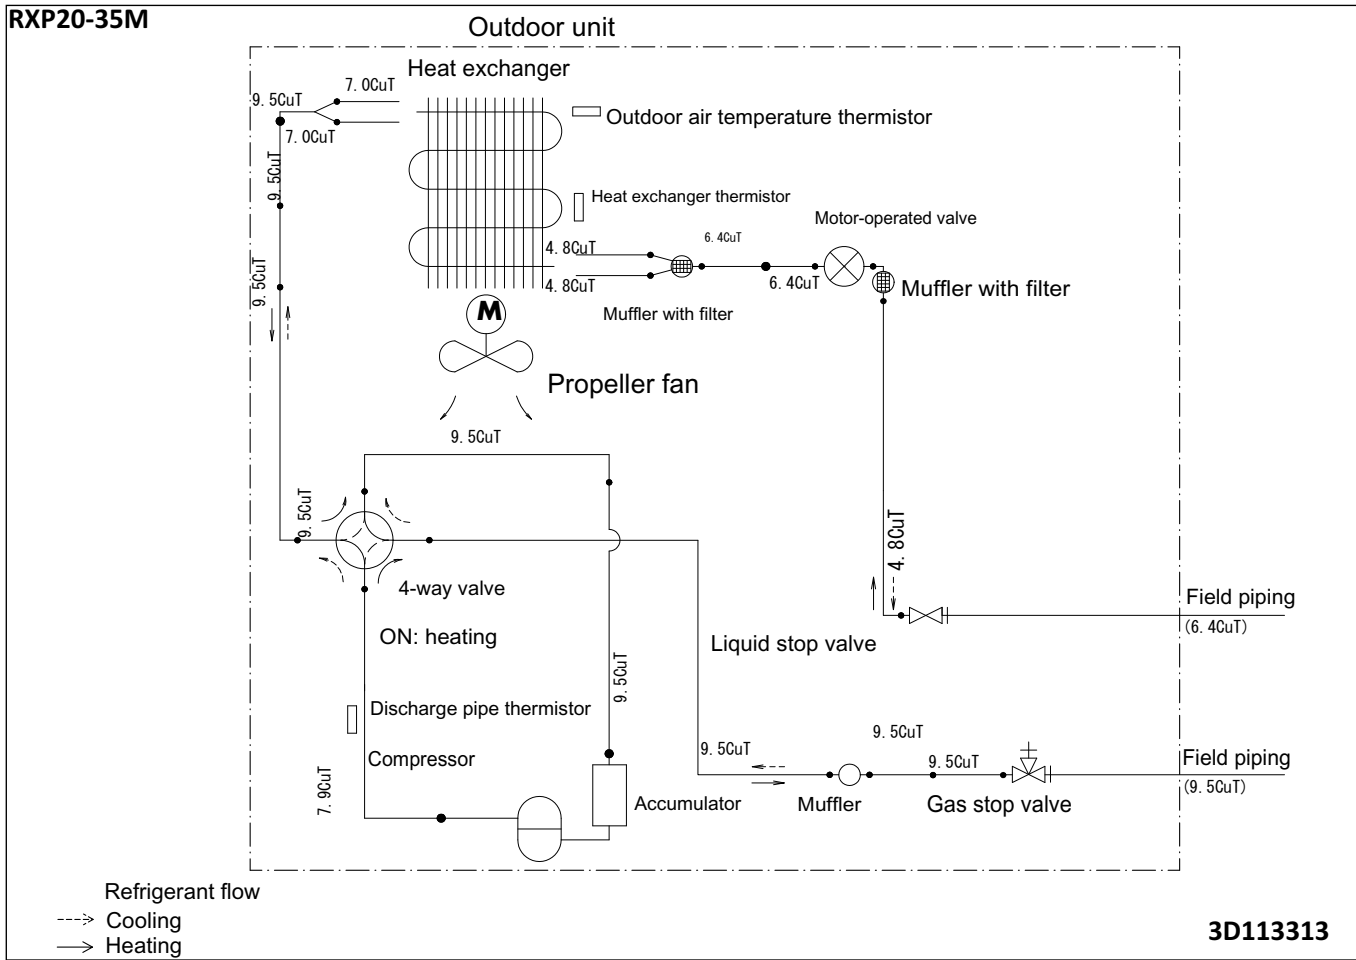 RXP20-35M
Outdoor unit
Heat exchanger
7.0CuT
9.5CuT
7.0CuT
Outdoor air temperature thermistor
9.5CuT
Heat exchanger thermistor
Motor-operated valve
4.8CuT
6.4CuT
9.5CuT
4.8CuT
6.4CuT
Muffler with filter
M
Muffler with filter
Propeller fan
9.5CuT
9.5CuT
4.8CuT
4-way valve
Field piping
(6.4CuT)
ON: heating
Liquid stop valve
9.5CuT
Discharge pipe thermistor
9.5CuT
9.5CuT
9.5CuT
Compressor
Field piping
(9.5CuT)
7.9CuT
Accumulator
Muffler
Gas stop valve
Refrigerant flow
Cooling
Heating
3D113313